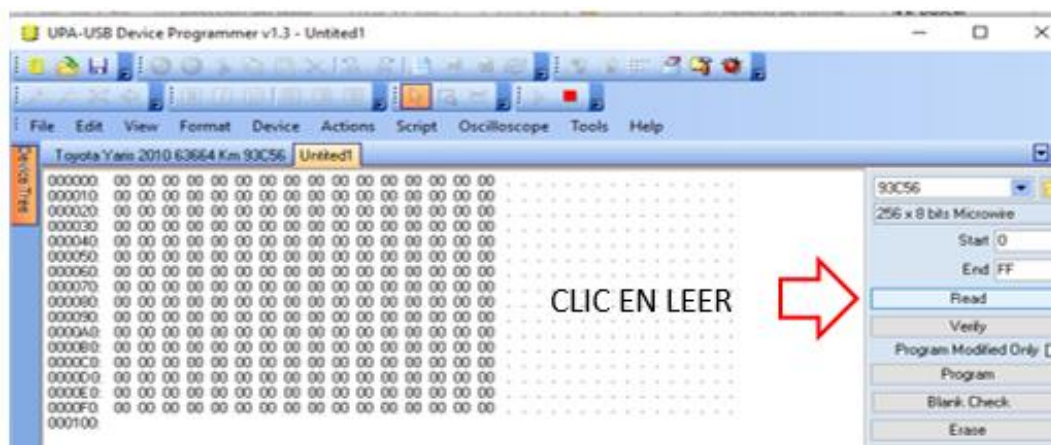 UPA-USB Device Programmer v1.3 - Untited1
File Edit View Format Device Actions Script Oscilloscope Tools Help
Device Tree
Toyota Yaris 2010 63664 Km 93C56 Untited1
000000: 00 00 00 00 00 00 00 00 00 00 00 00 00 00 00 00
000010: 00 00 00 00 00 00 00 00 00 00 00 00 00 00 00 00
000020: 00 00 00 00 00 00 00 00 00 00 00 00 00 00 00 00
000030: 00 00 00 00 00 00 00 00 00 00 00 00 00 00 00 00
000040: 00 00 00 00 00 00 00 00 00 00 00 00 00 00 00 00
000050: 00 00 00 00 00 00 00 00 00 00 00 00 00 00 00 00
000060: 00 00 00 00 00 00 00 00 00 00 00 00 00 00 00 00
000070: 00 00 00 00 00 00 00 00 00 00 00 00 00 00 00 00
000080: 00 00 00 00 00 00 00 00 00 00 00 00 00 00 00 00
000090: 00 00 00 00 00 00 00 00 00 00 00 00 00 00 00 00
0000A0: 00 00 00 00 00 00 00 00 00 00 00 00 00 00 00 00
0000B0: 00 00 00 00 00 00 00 00 00 00 00 00 00 00 00 00
0000C0: 00 00 00 00 00 00 00 00 00 00 00 00 00 00 00 00
0000D0: 00 00 00 00 00 00 00 00 00 00 00 00 00 00 00 00
0000E0: 00 00 00 00 00 00 00 00 00 00 00 00 00 00 00 00
0000F0: 00 00 00 00 00 00 00 00 00 00 00 00 00 00 00 00
000100:
CLIC EN LEER
93C56
256 x 8 bits Microwire
Start 0
End FF
Read
Verify
Program Modified Only
Program
Blank Check
Erase